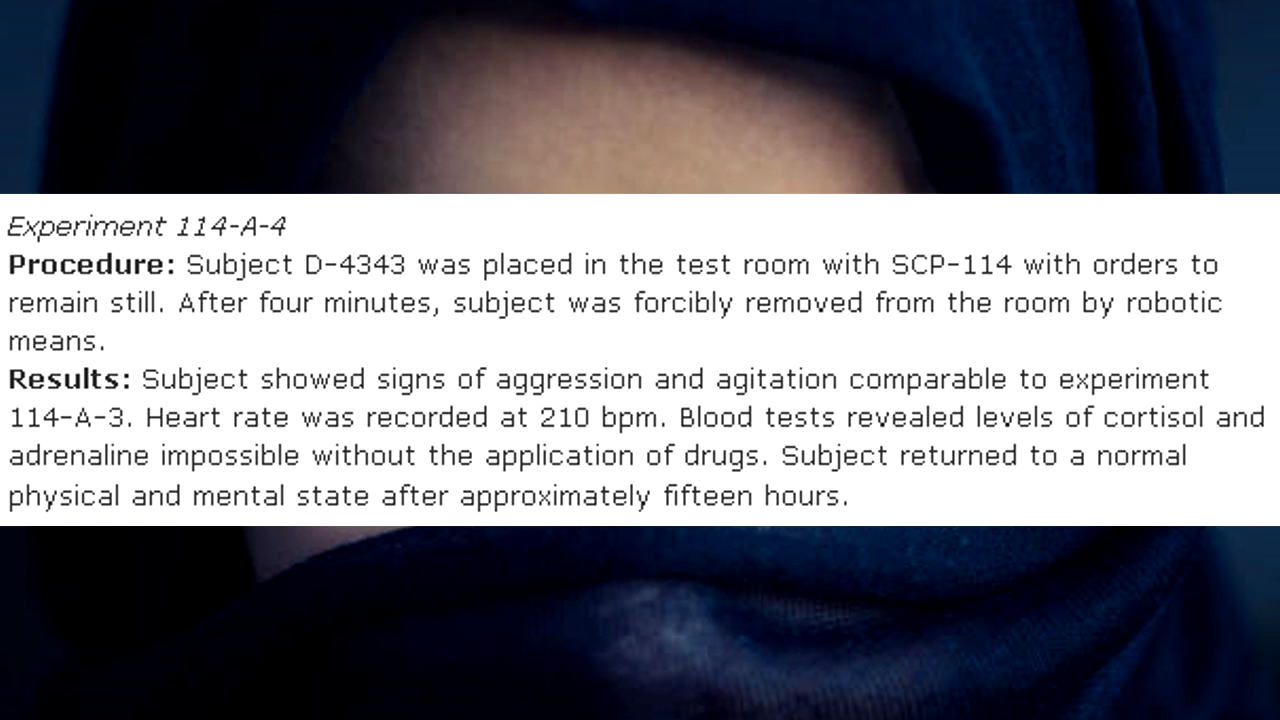 Experiment 114-A-4
Procedure: Subject D-4343 was placed in the test room with SCP-114 with orders to
remain still. After four minutes, subject was forcibly removed from the room by robotic
means.
Results: Subject showed signs of aggression and agitation comparable to experiment
114-A-3. Heart rate was recorded at 210 bpm. Blood tests revealed levels of cortisol and
adrenaline impossible without the application of drugs. Subject returned to a normal
physical and mental state after approximately fifteen hours.